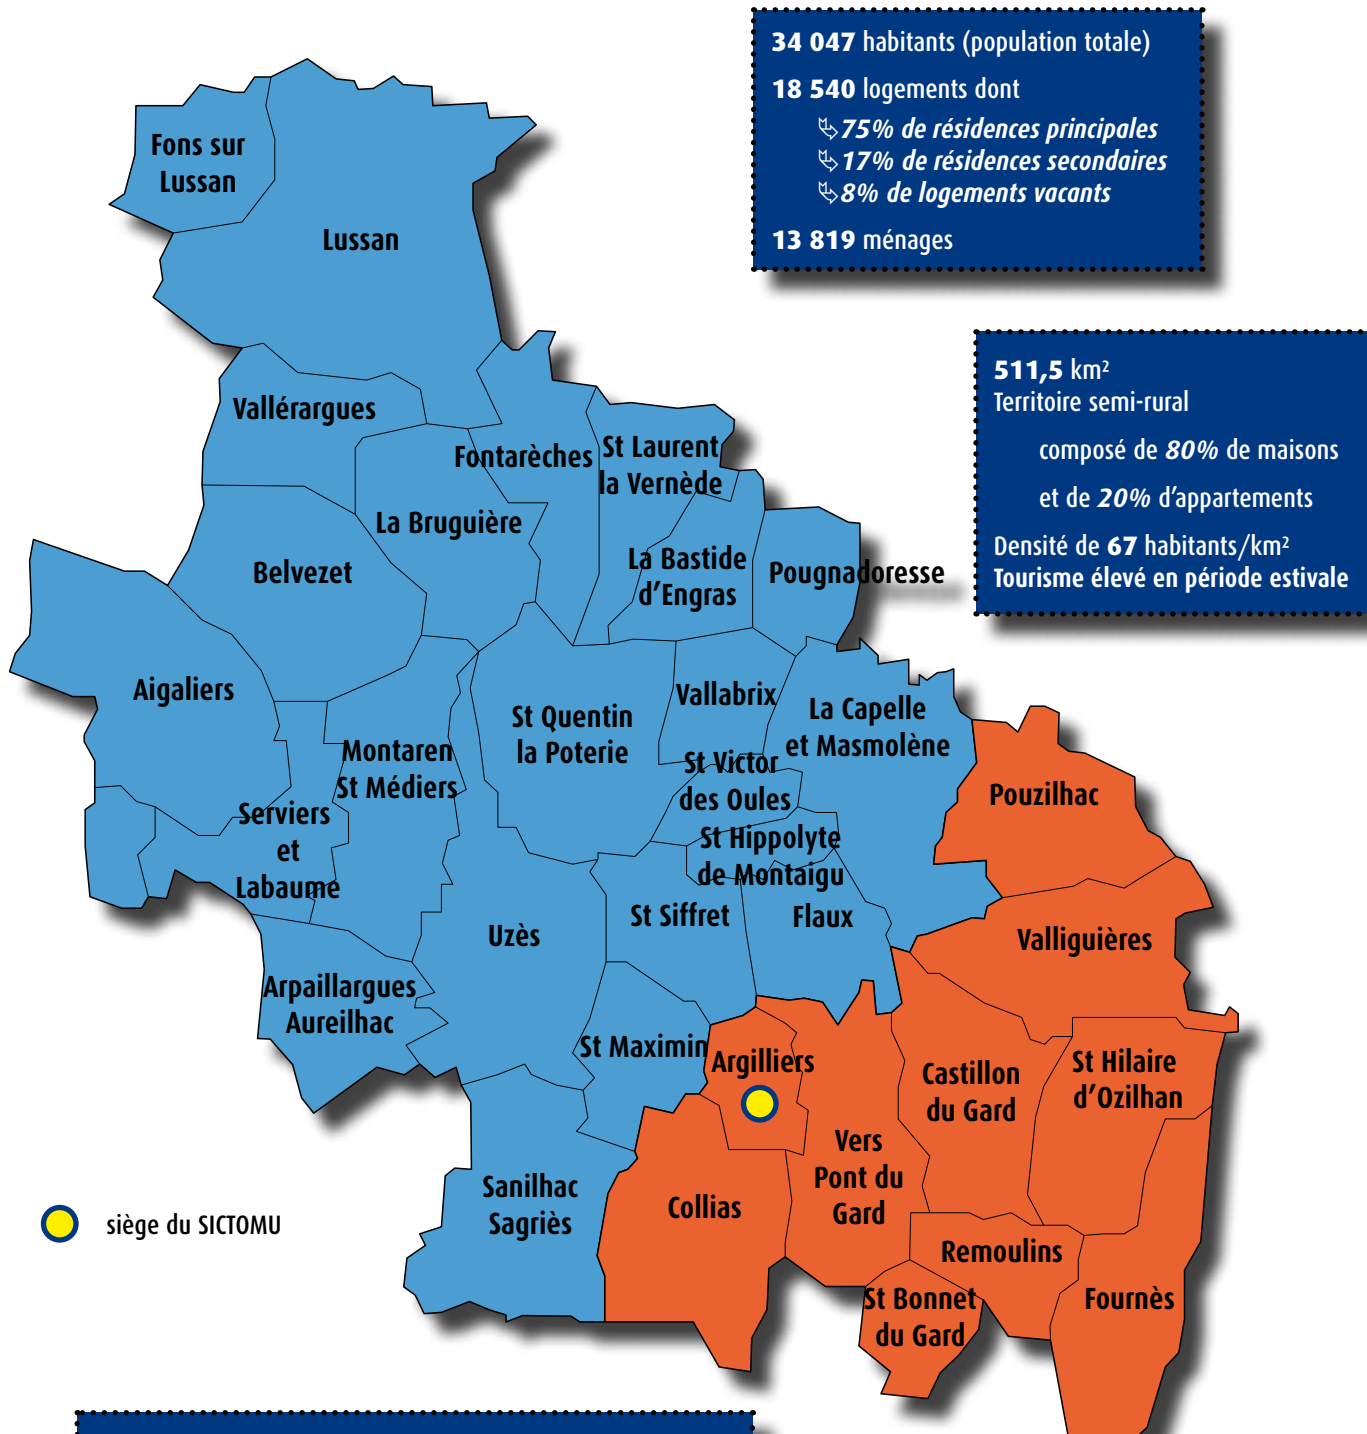 34 047 habitants (population totale)
18 540 logements dont
75% de résidences principales
17% de résidences secondaires
8% de logements vacants
13 819 ménages
511,5 km²
Territoire semi-rural
composé de 80% de maisons
et de 20% d'appartements
Densité de 67 habitants/km²
Tourisme élevé en période estivale
Fons sur
Lussan
Lussan
Vallérargues
Fontarèches
St Laurent
la Vernède
La Bruguière
Belvezet
La Bastide
d'Engras
Pougnadoresse
Aigaliers
Vallabrix
St Quentin
la Poterie
La Capelle
et Masmolène
Montaren
St Médiers
St Victor
des Oules
Pouzilhac
Serviers
et
Labaume
St Hippolyte
de Montaigu
St Siffret
Flaux
Uzès
Valliguières
Arpaillargues
Aureilhac
St Maximin
Argilliers
Castillon
du Gard
St Hilaire
d'Ozilhan
Vers
Pont du
Gard
Sanilhac
Sagriès
Collias
Remoulins
St Bonnet
du Gard
Fournès
siège du SICTOMU